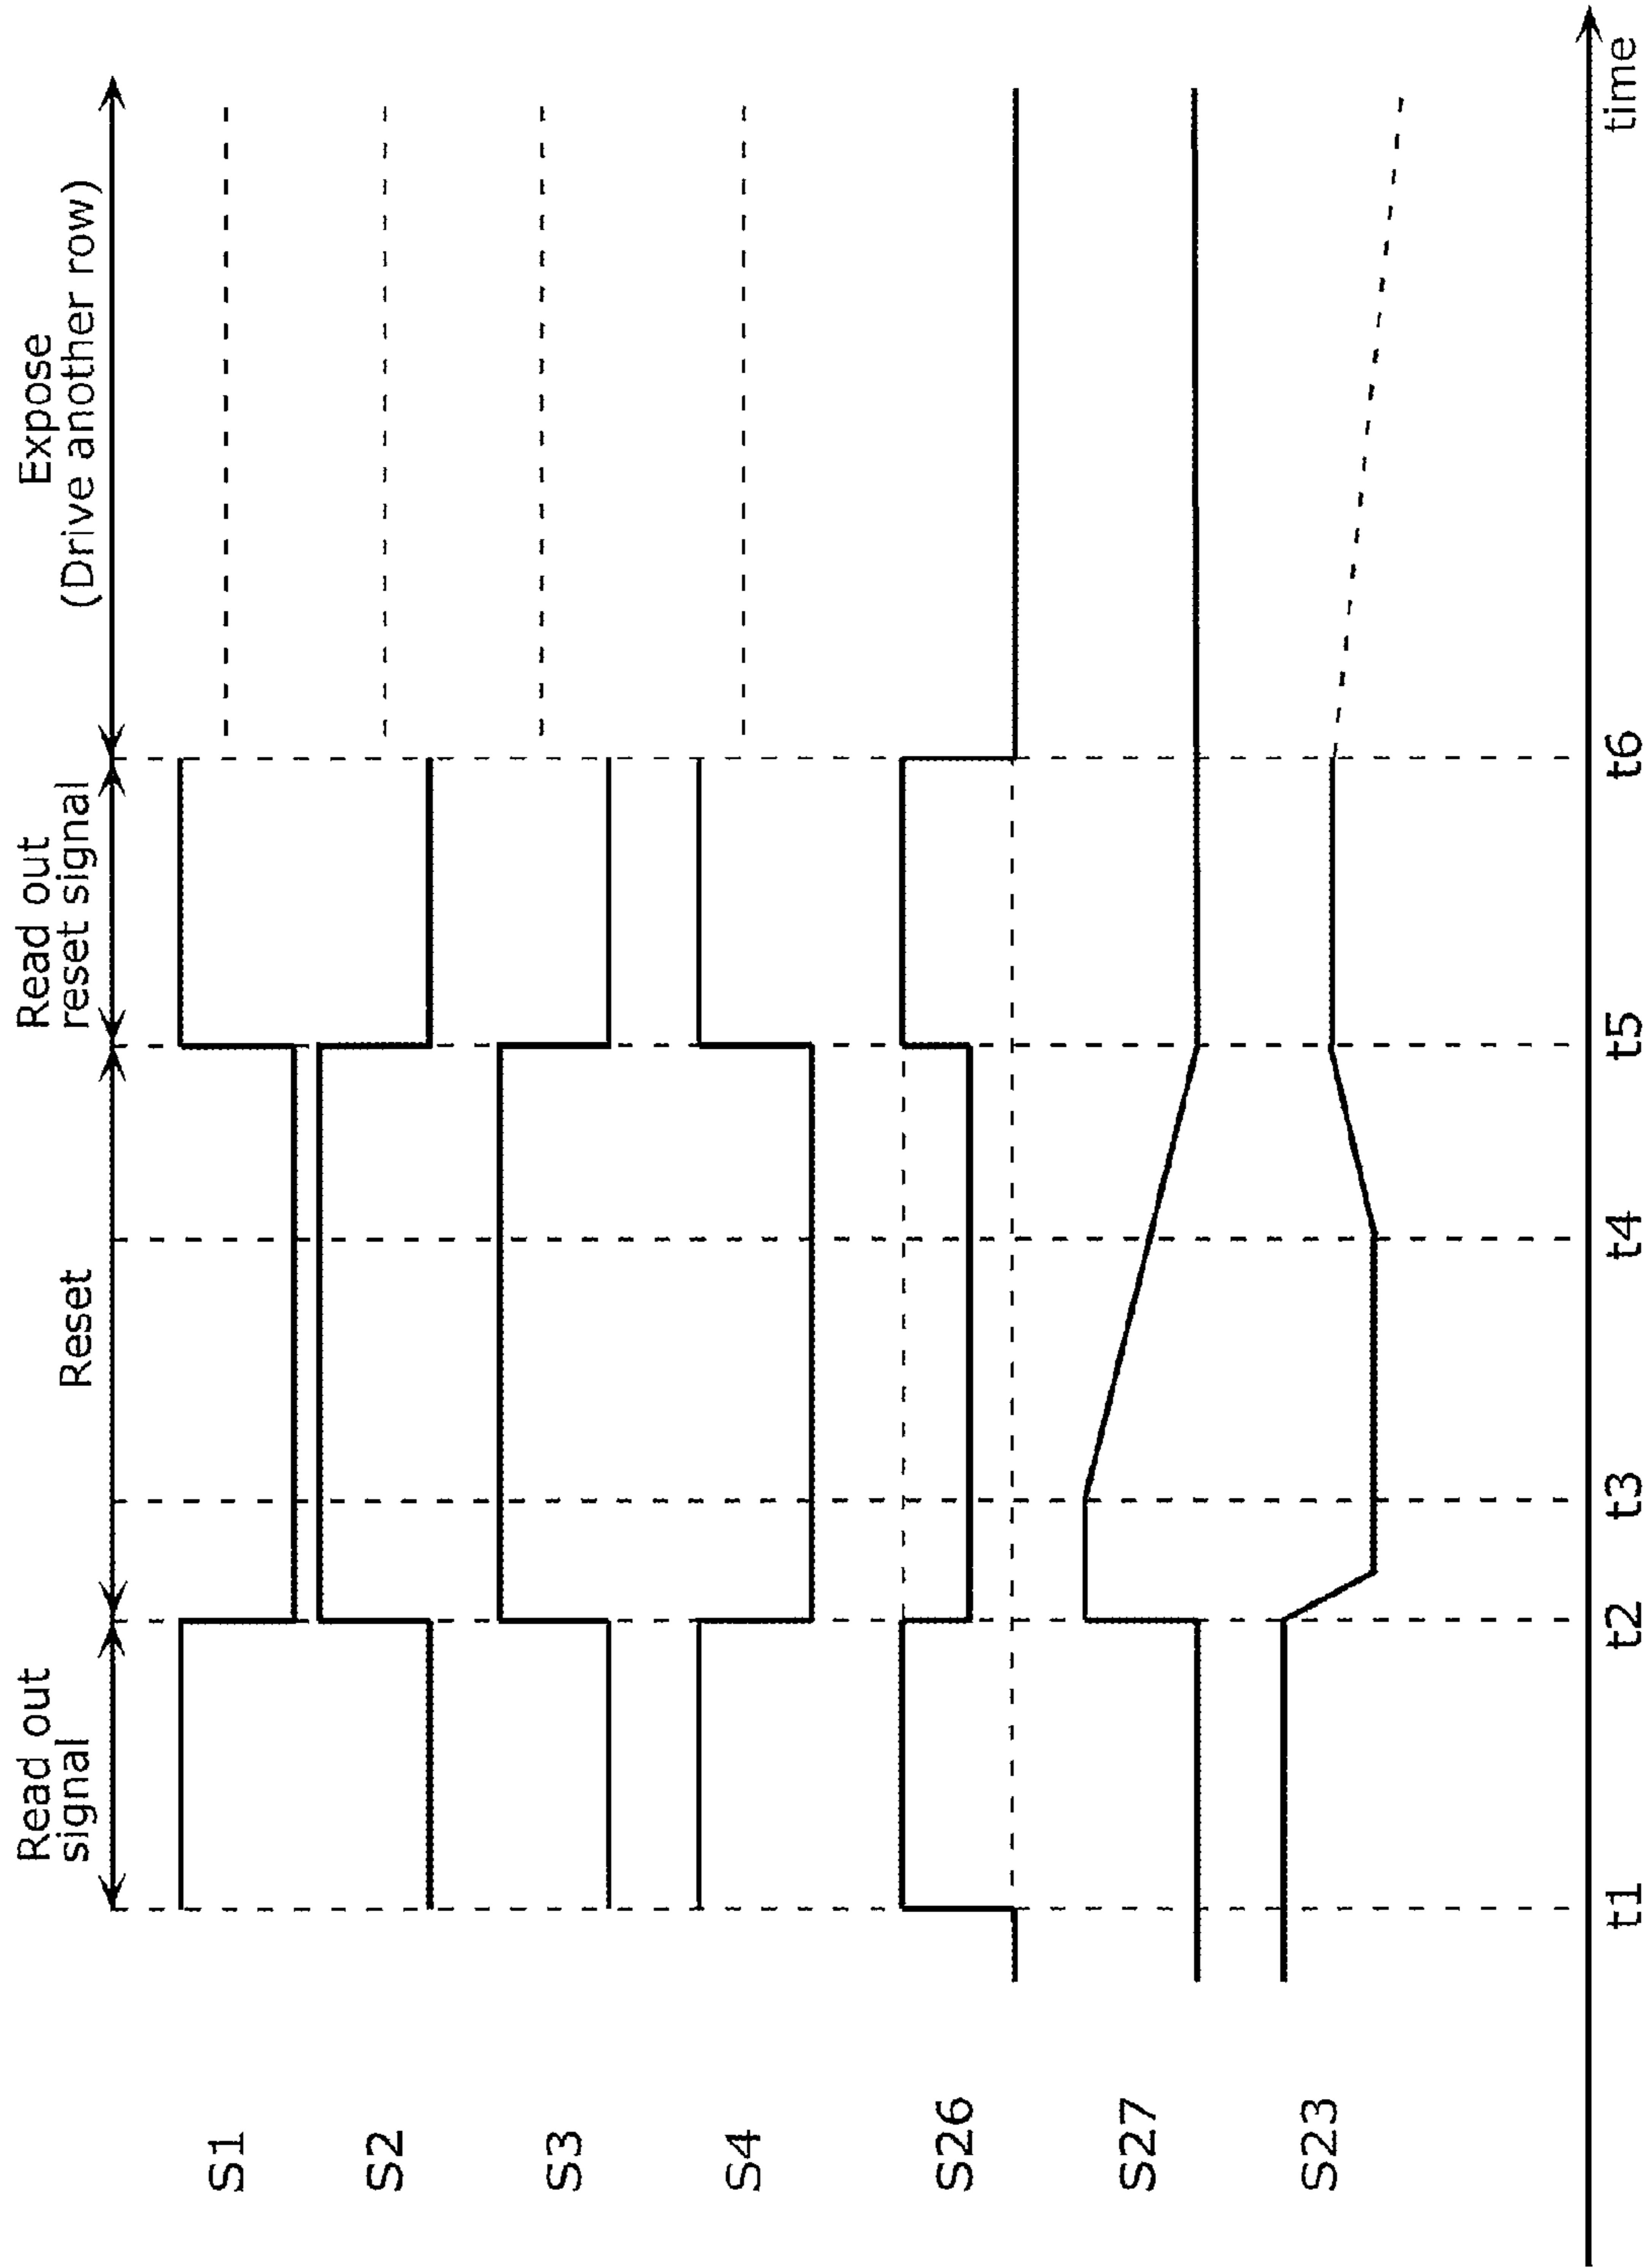 Read out
signal
Reset
Read out
reset signal
Expose
(Drive another row)
S1
S2
S3
S4
S26
S27
S23
t1
t2
t3
t4
t5
t6
time